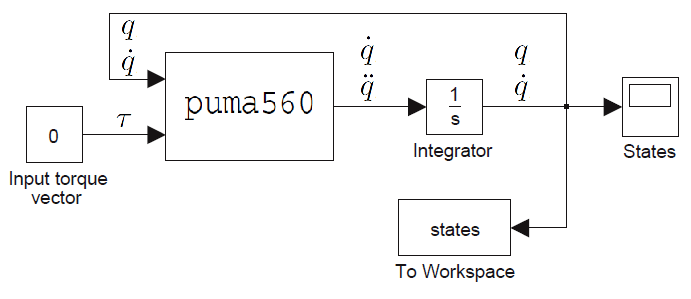 q
q̇
q̇
q̈
q
q̇
puma560
1
s
0
τ
Integrator
States
Input torque
vector
states
To Workspace